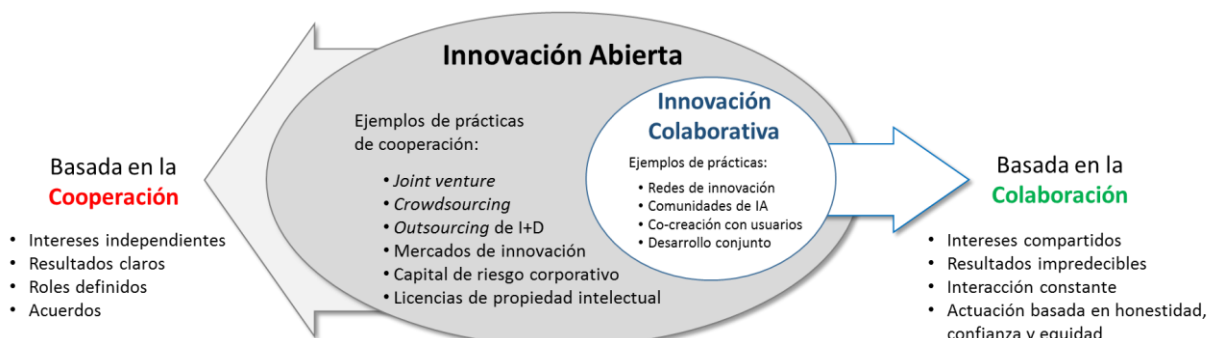 Innovación Abierta
Ejemplos de prácticas
de cooperación:
• Joint venture
• Crowdsourcing
• Outsourcing de I+D
• Mercados de innovación
• Capital de riesgo corporativo
• Licencias de propiedad intelectual
Innovación
Colaborativa
Ejemplos de prácticas:
• Redes de innovación
• Comunidades de IA
• Co-creación con usuarios
• Desarrollo conjunto
Basada en la
Cooperación
• Intereses independientes
• Resultados claros
• Roles definidos
• Acuerdos
Basada en la
Colaboración
• Intereses compartidos
• Resultados impredecibles
• Interacción constante
• Actuación basada en honestidad,
confianza y equidad